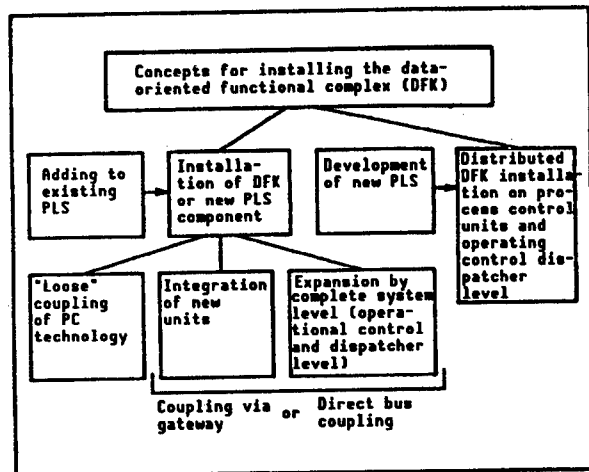 Concepts for installing the data-
oriented functional complex (DFK)
Adding to
existing
PLS
Installa-
tion of DFK
or new PLS
component
Development
of new PLS
Distributed
DFK installa-
tion on pro-
cess control
units and
operating
control dis-
patcher
level
"Loose"
coupling
of PC
technology
Integration
of new
units
Expansion by
complete system
level (opera-
tional control
and dispatcher
level)
Coupling via
gateway
or
Direct bus
coupling